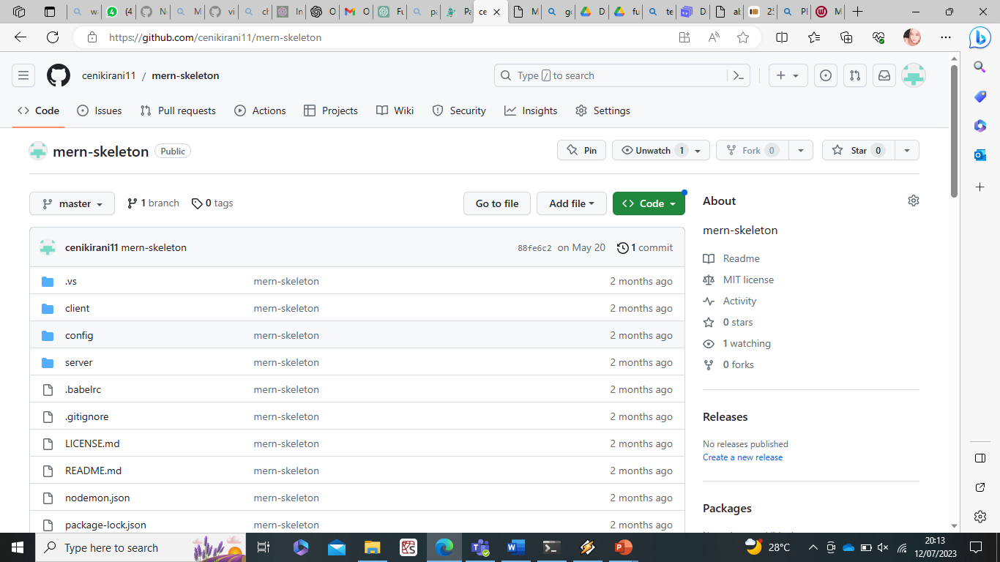 https://github.com/cenikirani11/mern-skeleton
cenikirani11 / mern-skeleton
Type / to search
Code Issues Pull requests Actions Projects Wiki Security Insights Settings
mern-skeleton Public
Pin Unwatch 1 Fork 0 Star 0
master 1 branch 0 tags
Go to file Add file Code
cenikirani11 mern-skeleton 88fe6c2 on May 20 1 commit
.vs mern-skeleton 2 months ago
client mern-skeleton 2 months ago
config mern-skeleton 2 months ago
server mern-skeleton 2 months ago
.babelrc mern-skeleton 2 months ago
.gitignore mern-skeleton 2 months ago
LICENSE.md mern-skeleton 2 months ago
README.md mern-skeleton 2 months ago
nodemon.json mern-skeleton 2 months ago
package-lock.json mern-skeleton 2 months ago
About
mern-skeleton
Readme
MIT license
Activity
0 stars
1 watching
0 forks
Releases
No releases published
Create a new release
Packages
Type here to search
28°C
20:13
12/07/2023